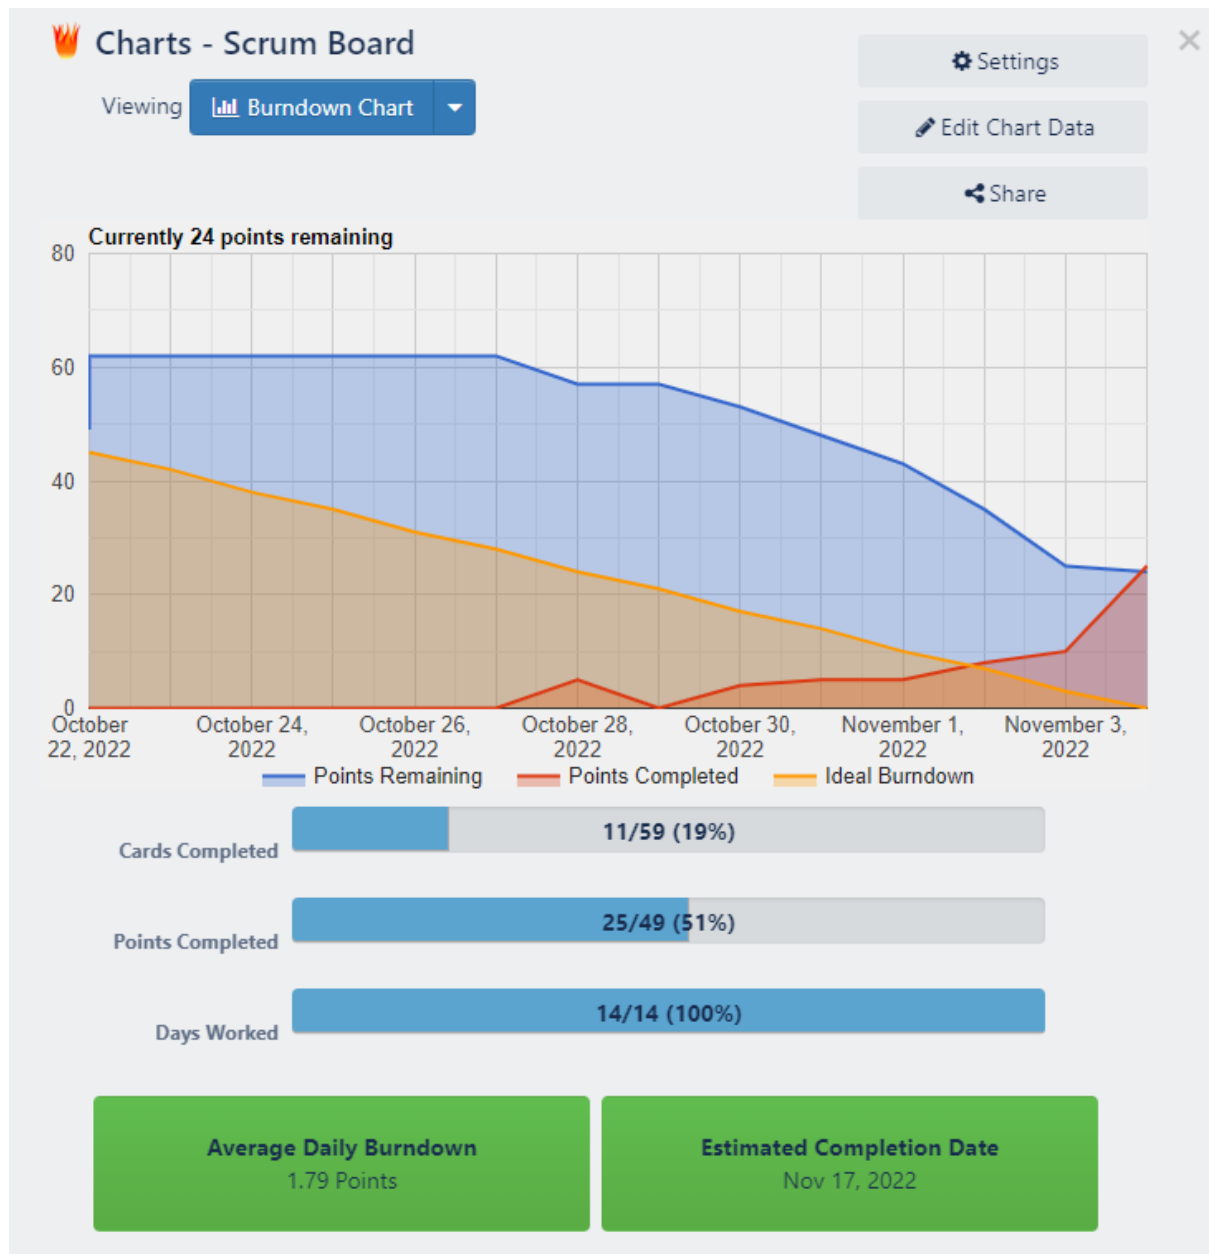 Charts - Scrum Board
Settings
Viewing
Burndown Chart
Edit Chart Data
Share
Currently 24 points remaining
80
60
40
20
0
October
22, 2022
October 24,
2022
October 26,
2022
October 28,
2022
October 30,
2022
November 1,
2022
November 3,
2022
Points Remaining
Points Completed
Ideal Burndown
Cards Completed
11/59 (19%)
Points Completed
25/49 (51%)
Days Worked
14/14 (100%)
Average Daily Burndown
1.79 Points
Estimated Completion Date
Nov 17, 2022